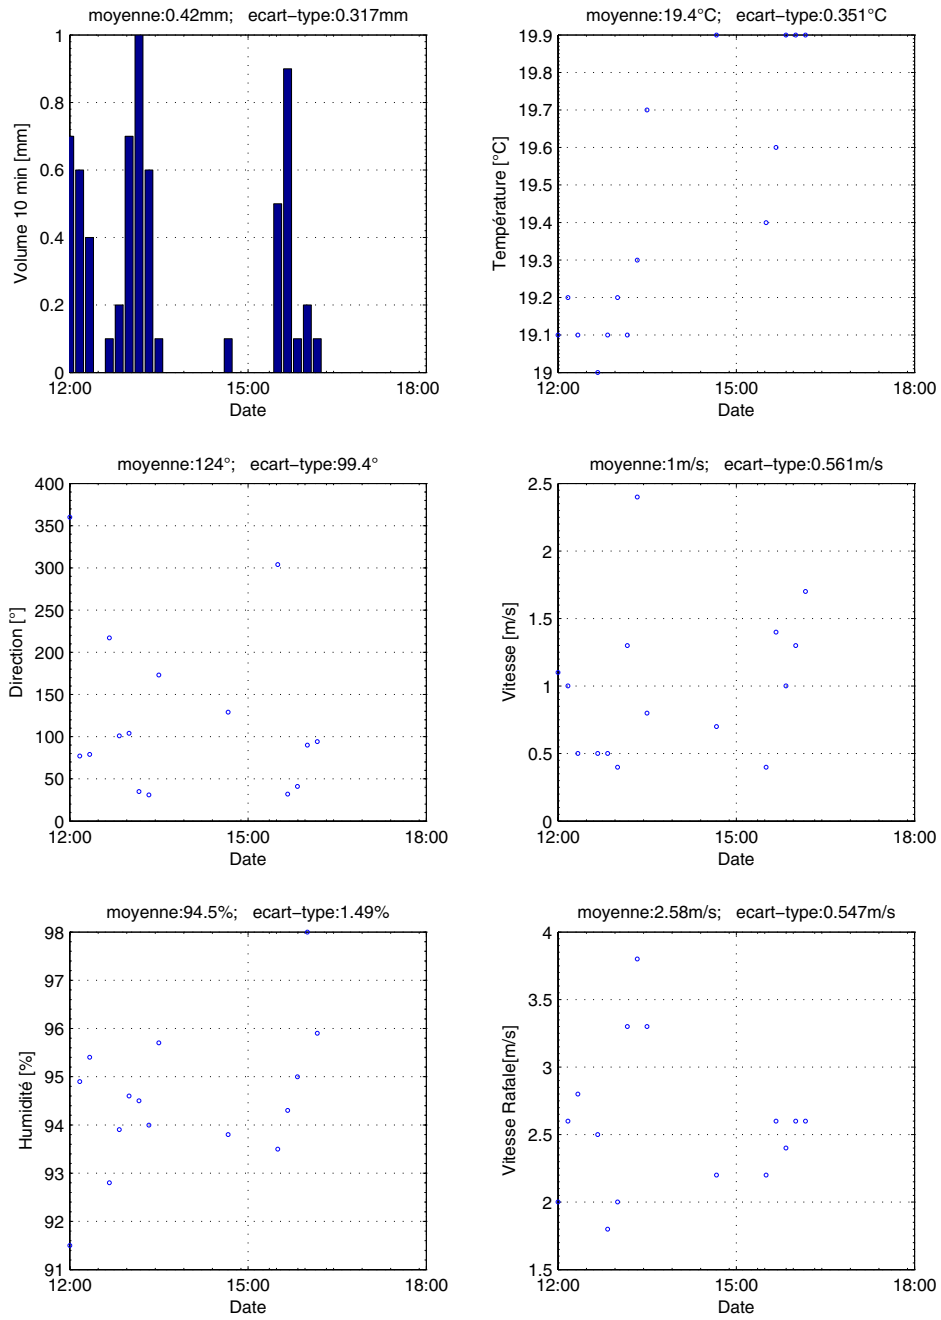 moyenne:0.42mm;   ecart−type:0.317mm
1
0.8
0.6
0.4
0.2
0
Volume 10 min [mm]
12:00 15:00 18:00
Date
moyenne:19.4°C;   ecart−type:0.351°C
19.9
19.8
19.7
19.6
19.5
19.4
19.3
19.2
19.1
19
Température [°C]
12:00 15:00 18:00
Date
moyenne:124°;   ecart−type:99.4°
400
350
300
250
200
150
100
50
0
Direction [°]
12:00 15:00 18:00
Date
moyenne:1m/s;   ecart−type:0.561m/s
2.5
2
1.5
1
0.5
0
Vitesse [m/s]
12:00 15:00 18:00
Date
moyenne:94.5%;   ecart−type:1.49%
98
97
96
95
94
93
92
91
Humidité [%]
12:00 15:00 18:00
Date
moyenne:2.58m/s;   ecart−type:0.547m/s
4
3.5
3
2.5
2
1.5
Vitesse Rafale[m/s]
12:00 15:00 18:00
Date